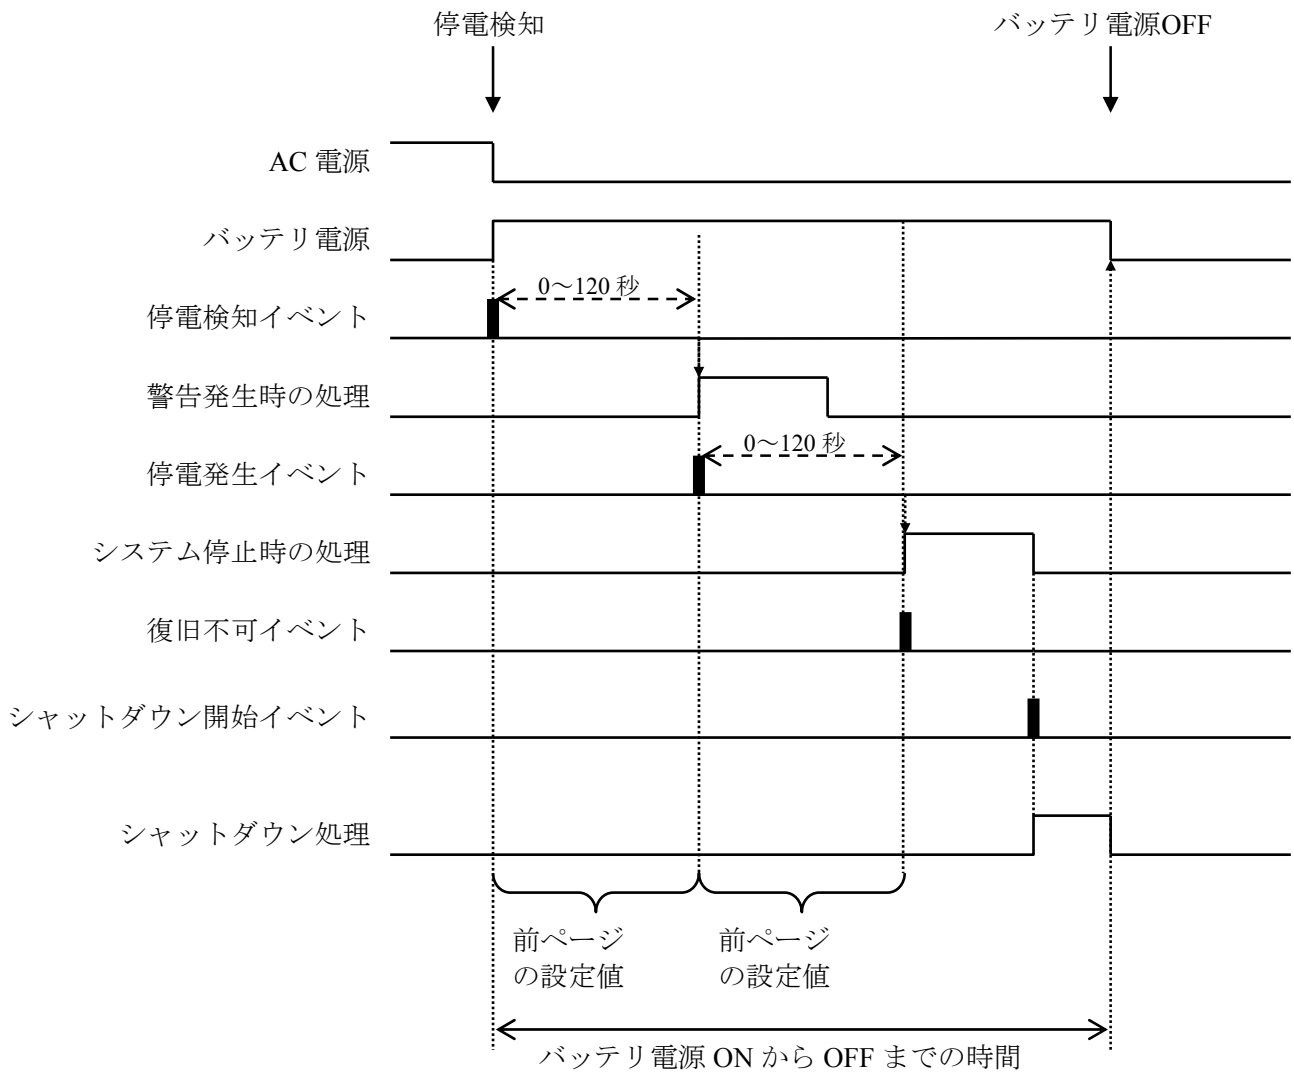 停電検知
バッテリ電源OFF
AC 電源
バッテリ電源
0～120 秒
停電検知イベント
警告発生時の処理
0～120 秒
停電発生イベント
システム停止時の処理
復旧不可イベント
シャットダウン開始イベント
シャットダウン処理
前ページ
の設定値
前ページ
の設定値
バッテリ電源 ON から OFF までの時間